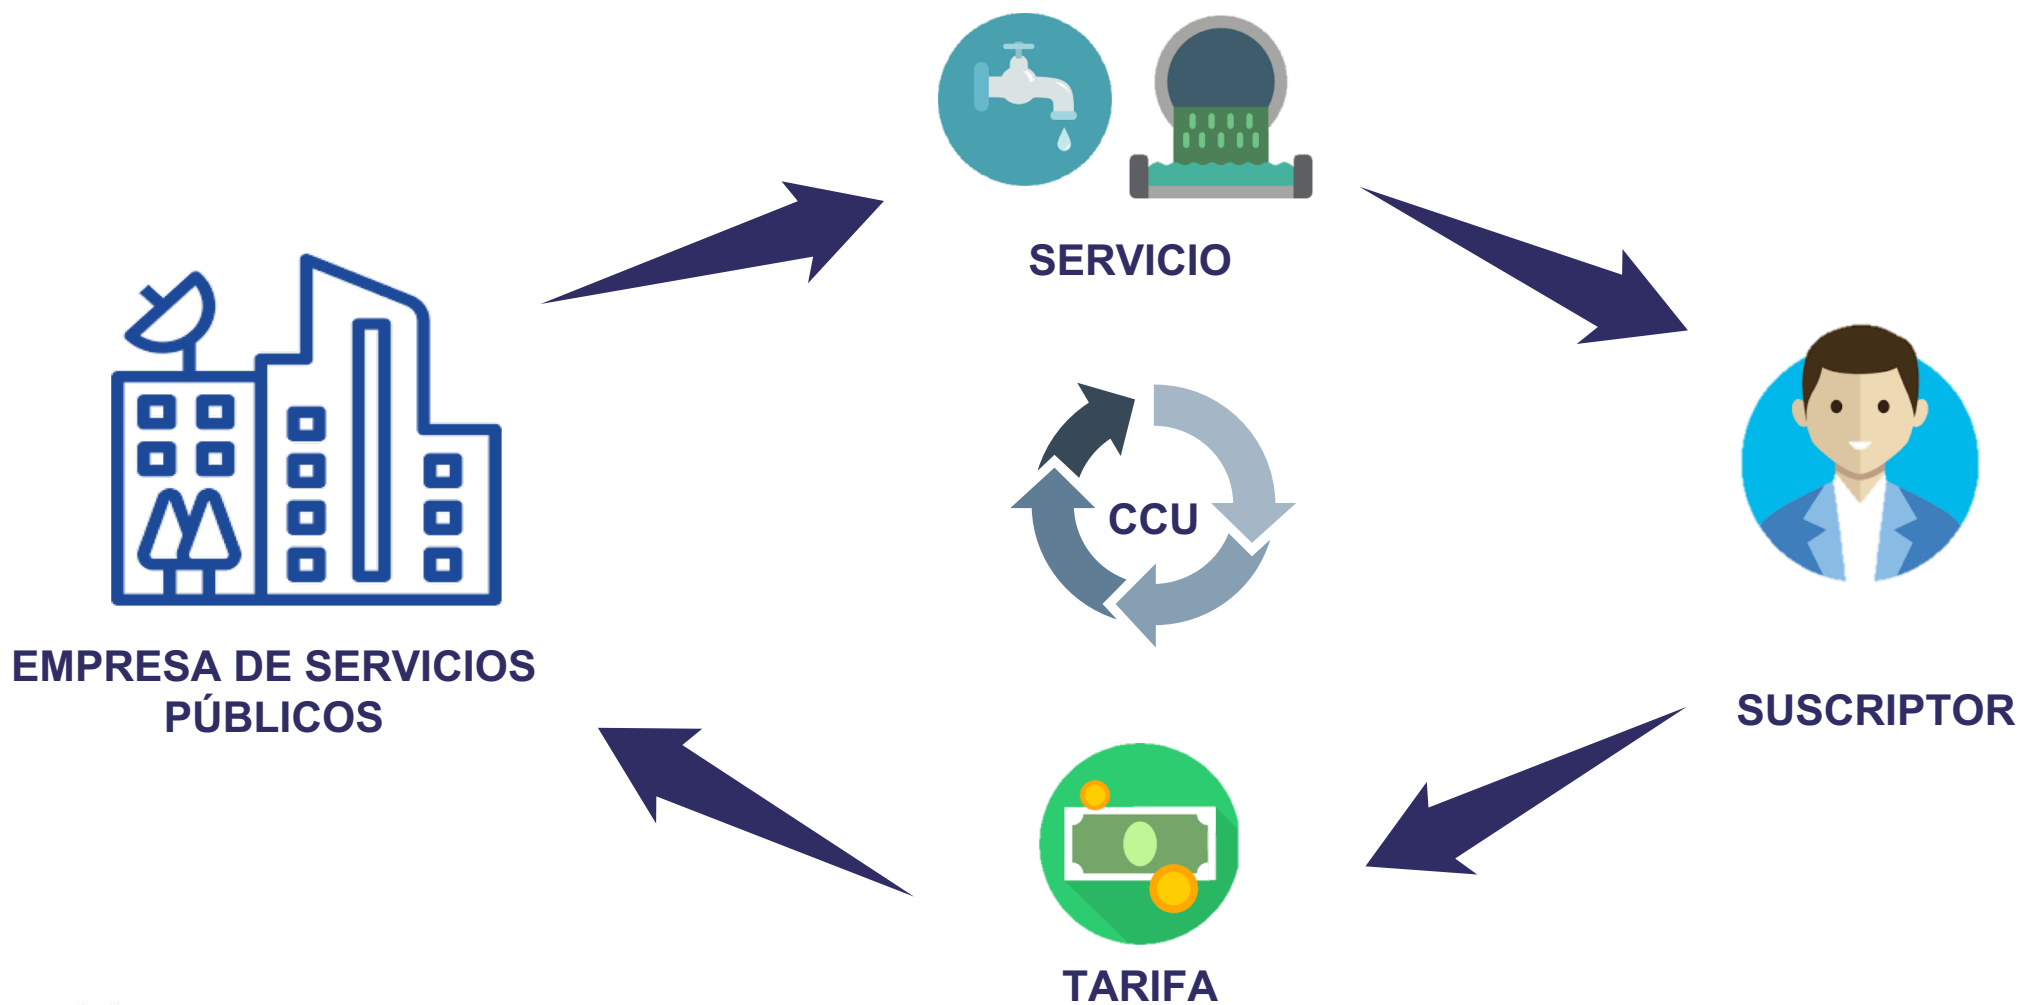 SERVICIO
CCU
EMPRESA DE SERVICIOS
PÚBLICOS
SUSCRIPTOR
TARIFA